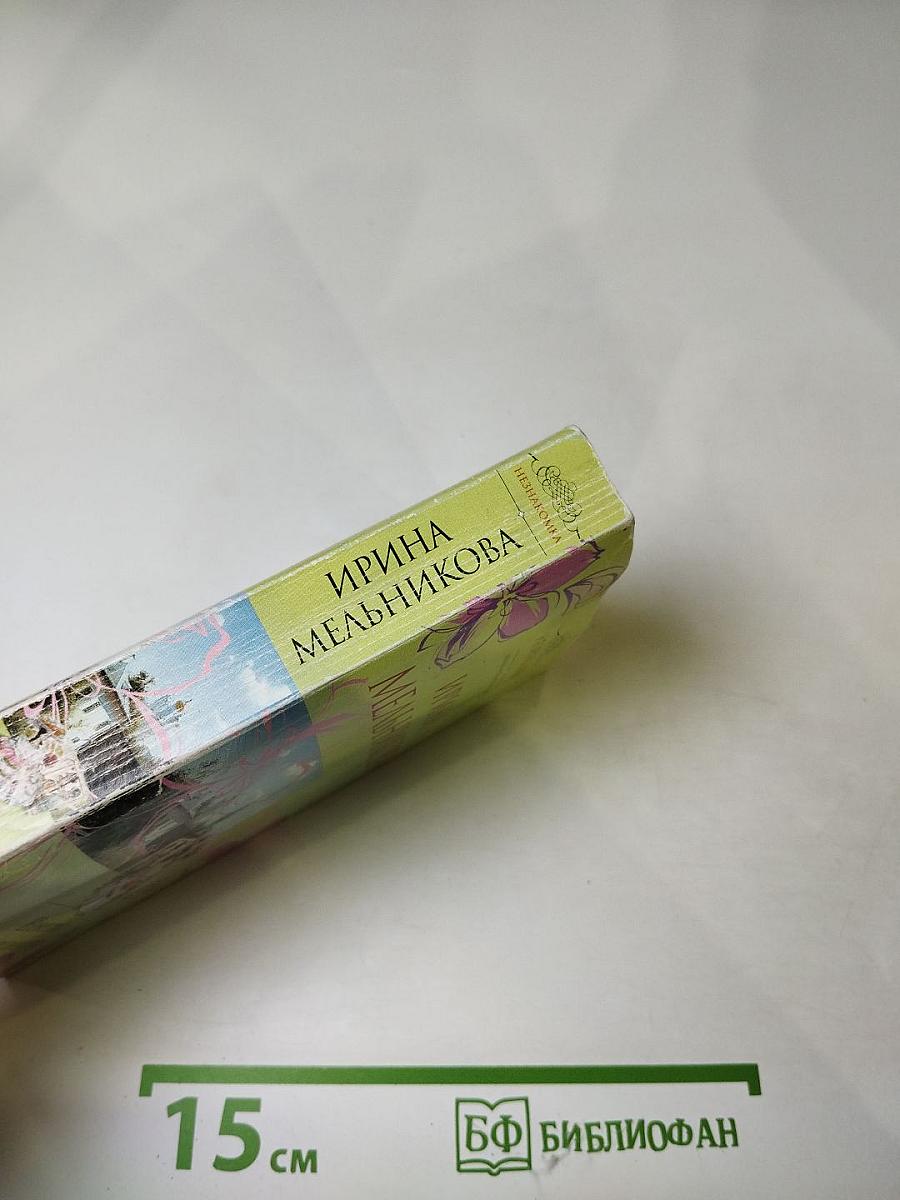 НЕЗНАКОМКА
ИРИНА
МЕЛЬНИКОВА
15 см
БФ БИБЛИОФАН